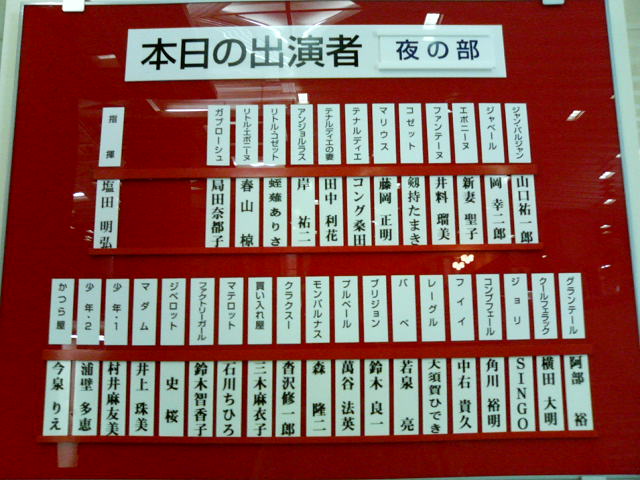 本日の出演者 夜の部
ジャン・バルジャン 山口祐一郎
ジャベール 岡 幸二郎
エポニーヌ 新妻 聖子
ファンテーヌ 井料 瑠美
コゼット 剱持たまき
マリウス 藤岡 正明
テナルディエ コング桑田
テナルディエの妻 田中 利花
アンジョルラス 岸 祐二
リトル・コゼット 蛭薙ありさ
リトル・エポニーヌ 春山 椋
ガブローシュ 局田奈都子
指揮 塩田 明弘
グランテール 阿部 裕
クールフェラック 横田 大明
ジョリ SINGO
コンブフェール 角川 裕明
フイイ 中右 貴久
レーグル 大須賀ひでき
バベ 若泉 亮
ブリジョン 鈴木 良一
プルベール 萬谷 法英
モンパルナス 森 隆二
クラクスー 沓沢修一郎
買い入れ屋 三木麻衣子
マテロット 石川ちひろ
ファクトリーガール 鈴木智香子
ジベロット 史 桜
マダム 井上 珠美
少年・1 村井麻友美
少年・2 浦壁 多恵
かつら屋 今泉 りえ